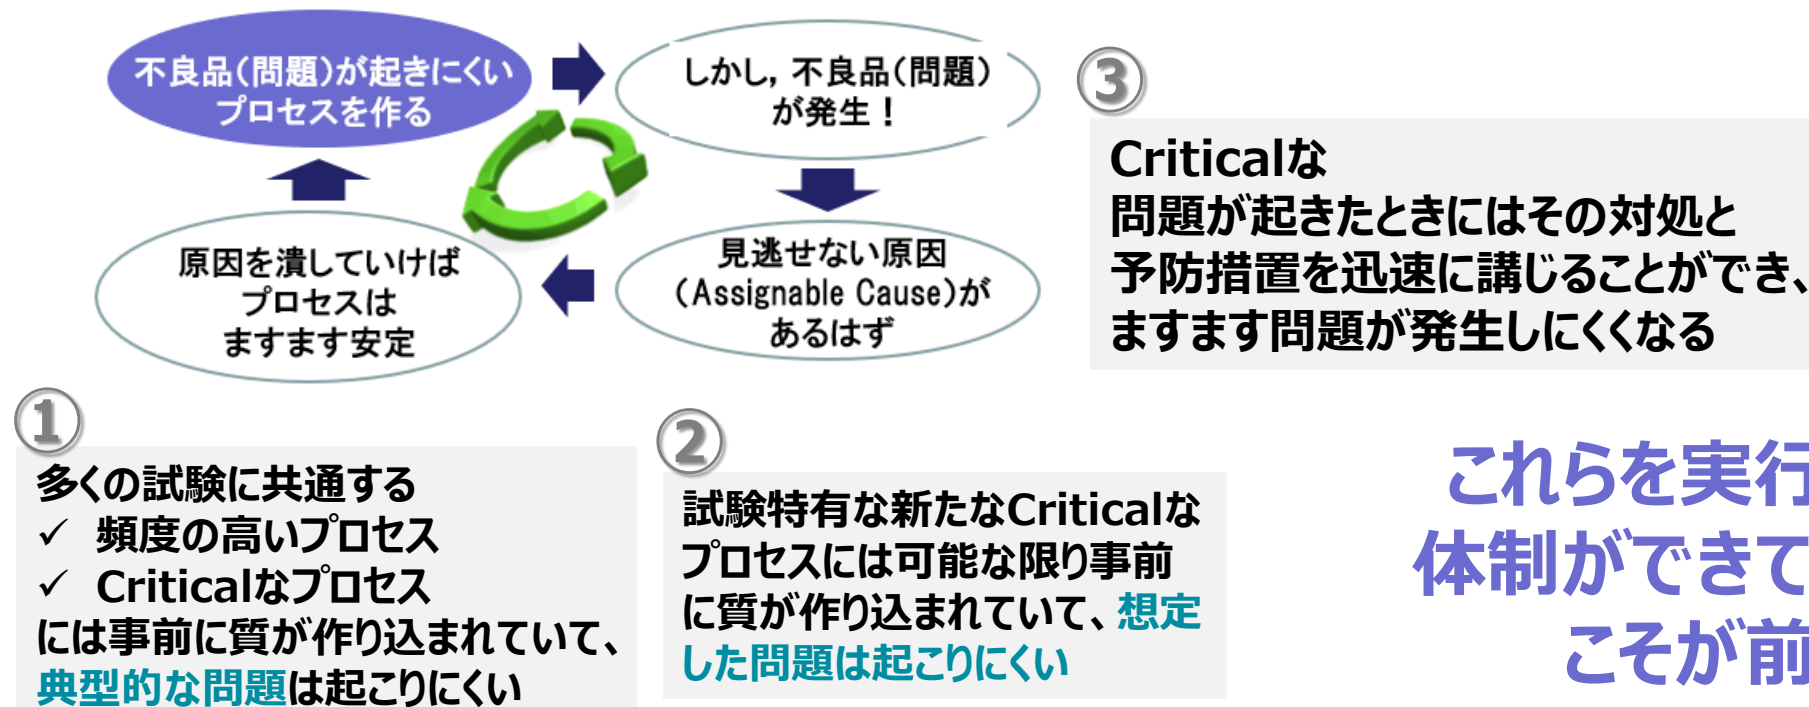 不良品(問題)が起きにくい
プロセスを作る
しかし, 不良品(問題)
が発生！
見逃せない原因
(Assignable Cause)が
あるはず
原因を潰していけば
プロセスは
ますます安定
①
多くの試験に共通する
✓ 頻度の高いプロセス
✓ Criticalなプロセス
には事前に質が作り込まれていて、
典型的な問題は起こりにくい
②
試験特有な新たなCriticalな
プロセスには可能な限り事前
に質が作り込まれていて、想定
した問題は起こりにくい
③
Criticalな
問題が起きたときにはその対処と
予防措置を迅速に講じることができ、
ますます問題が発生しにくくなる
これらを実行
体制ができて
こそが前